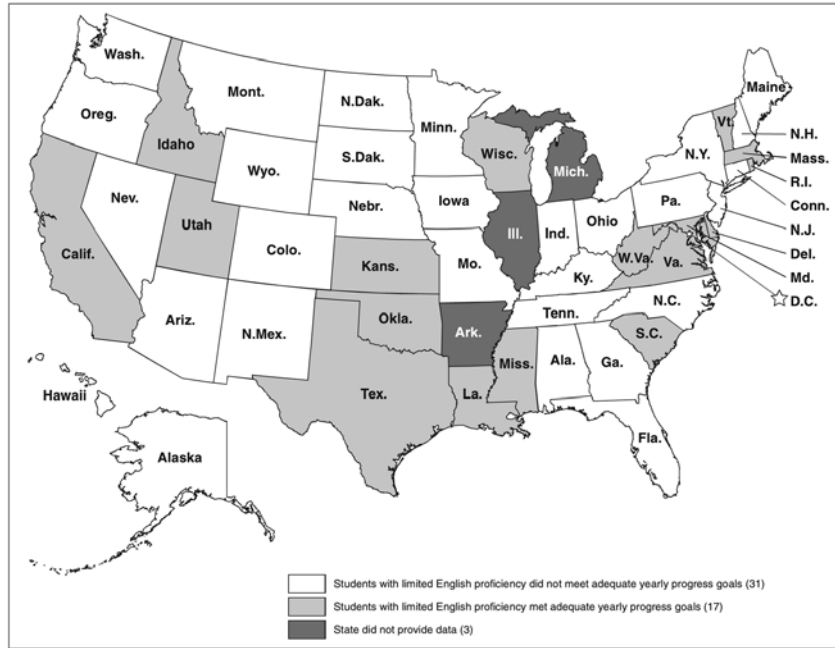 Wash.
Oreg.
Calif.
Nev.
Idaho
Mont.
Wyo.
Utah
Ariz.
Colo.
N.Mex.
N.Dak.
S.Dak.
Nebr.
Kans.
Okla.
Tex.
Minn.
Iowa
Mo.
Ark.
La.
Wisc.
Ill.
Mich.
Ind.
Ohio
Ky.
Tenn.
Miss.
Ala.
Ga.
Fla.
S.C.
N.C.
Va.
W.Va.
Pa.
N.Y.
Vt.
Maine
N.H.
Mass.
R.I.
Conn.
N.J.
Del.
Md.
D.C.
Hawaii
Alaska
Students with limited English proficiency did not meet adequate yearly progress goals (31)
Students with limited English proficiency met adequate yearly progress goals (17)
State did not provide data (3)